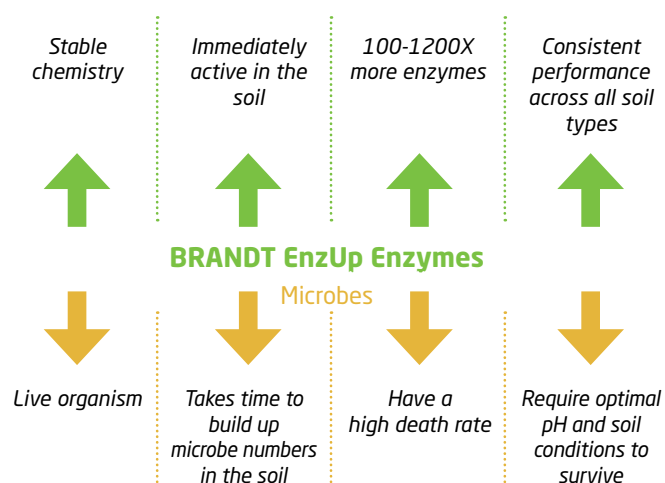 Stable
chemistry
Immediately
active in the
soil
100-1200X
more enzymes
Consistent
performance
across all soil
types
BRANDT EnzUp Enzymes
Microbes
Live organism
Takes time to
build up
microbe numbers
in the soil
Have a
high death rate
Require optimal
pH and soil
conditions to
survive